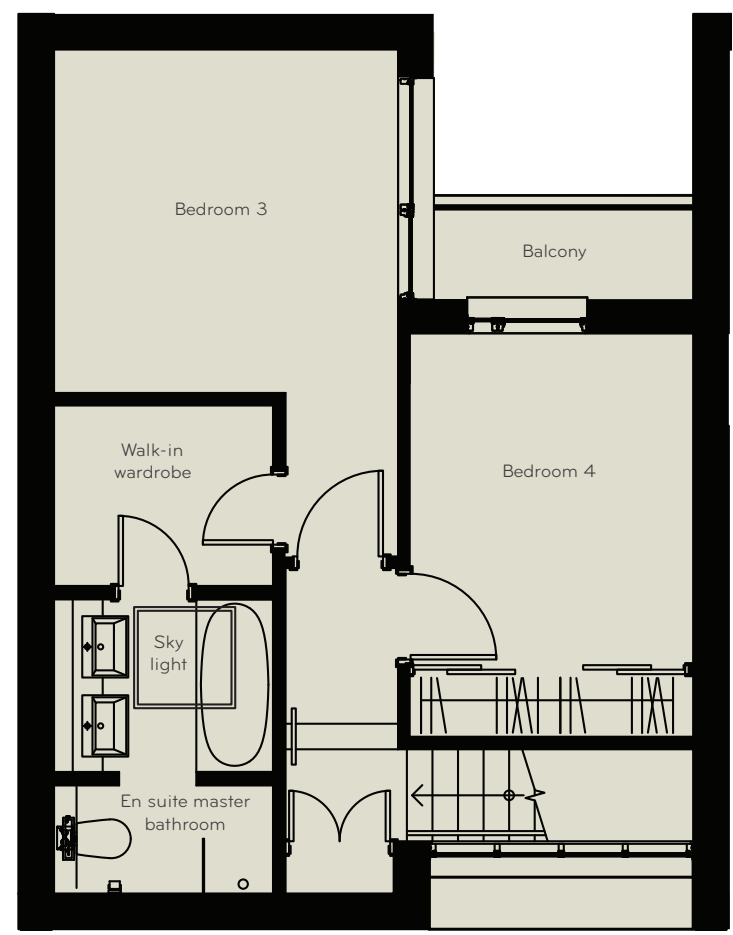 Bedroom 3
Balcony
Walk-in
wardrobe
Bedroom 4
Sky
light
En suite master
bathroom